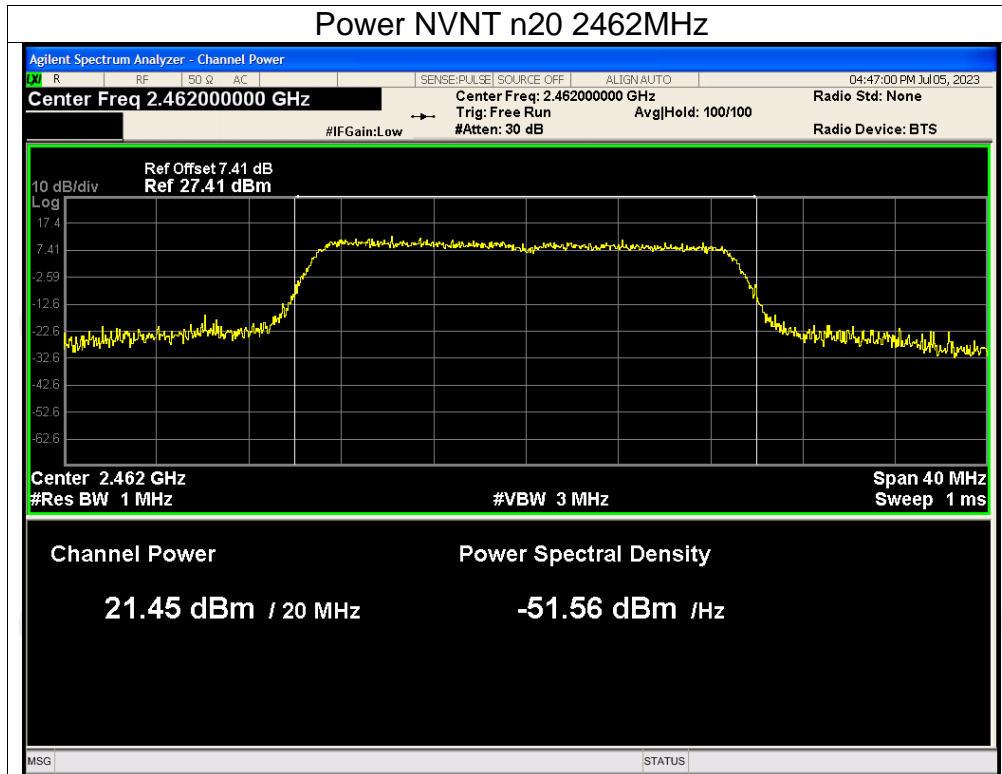 Power NVNT n20 2462MHz
Agilent Spectrum Analyzer - Channel Power
LXI R RF 50 Ω AC SENSE:PULSE SOURCE OFF ALIGN AUTO 04:47:00 PM Jul 05, 2023
Center Freq 2.462000000 GHz Center Freq: 2.462000000 GHz Radio Std: None
Trig: Free Run Avg|Hold: 100/100
#IFGain:Low #Atten: 30 dB Radio Device: BTS
Ref Offset 7.41 dB
10 dB/div Ref 27.41 dBm
Log
17.4
7.41
-2.59
-12.6
-22.6
-32.6
-42.6
-52.6
-62.6
Center 2.462 GHz Span 40 MHz
#Res BW 1 MHz #VBW 3 MHz Sweep 1 ms
Channel Power Power Spectral Density
21.45 dBm / 20 MHz -51.56 dBm /Hz
MSG STATUS